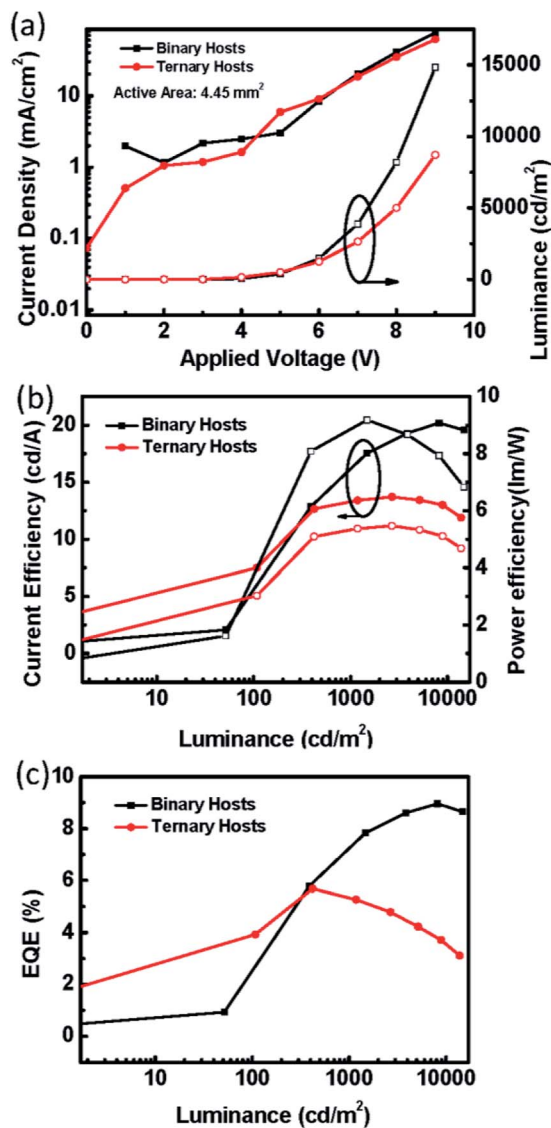 (a)
Binary Hosts
Ternary Hosts
Active Area: 4.45 mm²
Current Density (mA/cm²)
10
1
0.1
0.01
15000
10000
5000
0
Luminance (cd/m²)
0 2 4 6 8 10
Applied Voltage (V)
(b)
Binary Hosts
Ternary Hosts
Current Efficiency (cd/A)
20
15
10
5
0
10
8
6
4
2
0
Power efficiency(lm/W)
10 100 1000 10000
Luminance (cd/m²)
(c)
Binary Hosts
Ternary Hosts
EQE (%)
10
8
6
4
2
0
10 100 1000 10000
Luminance (cd/m²)